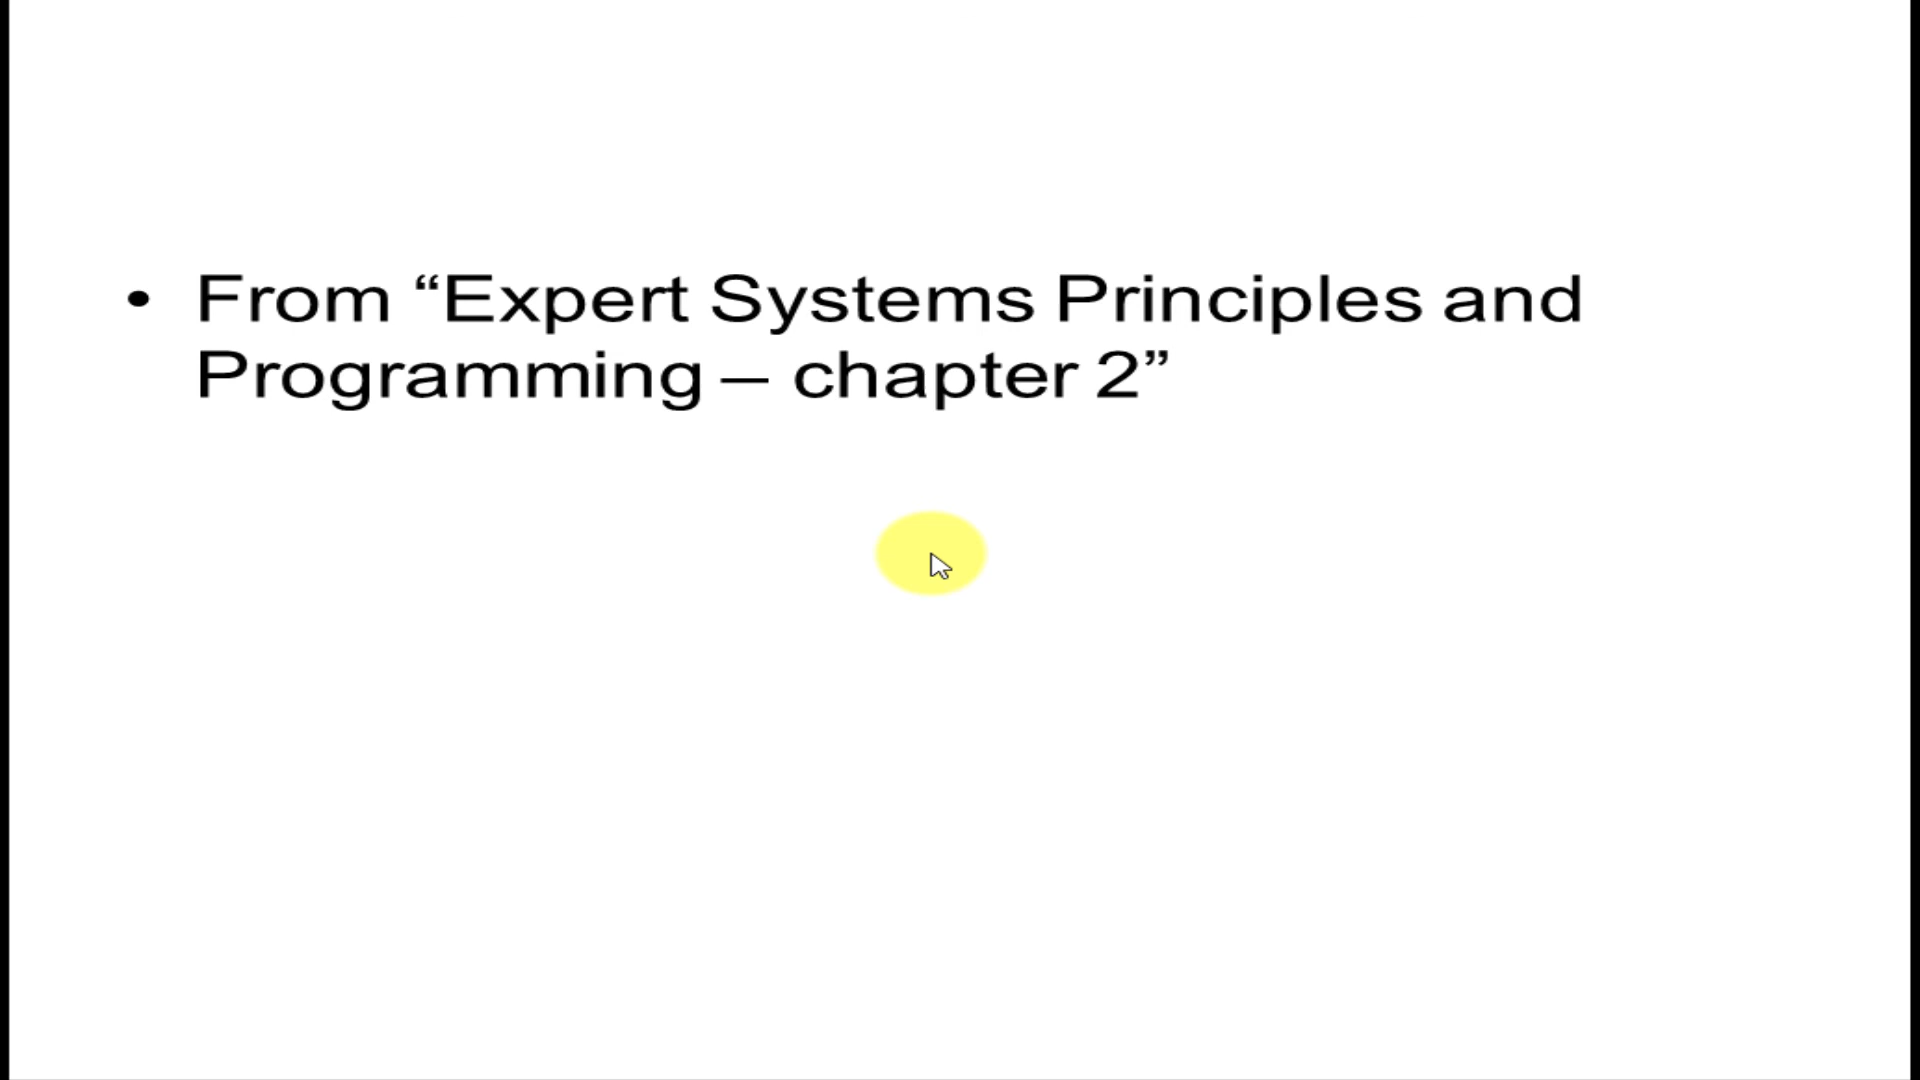 • From “Expert Systems Principles and
Programming – chapter 2”